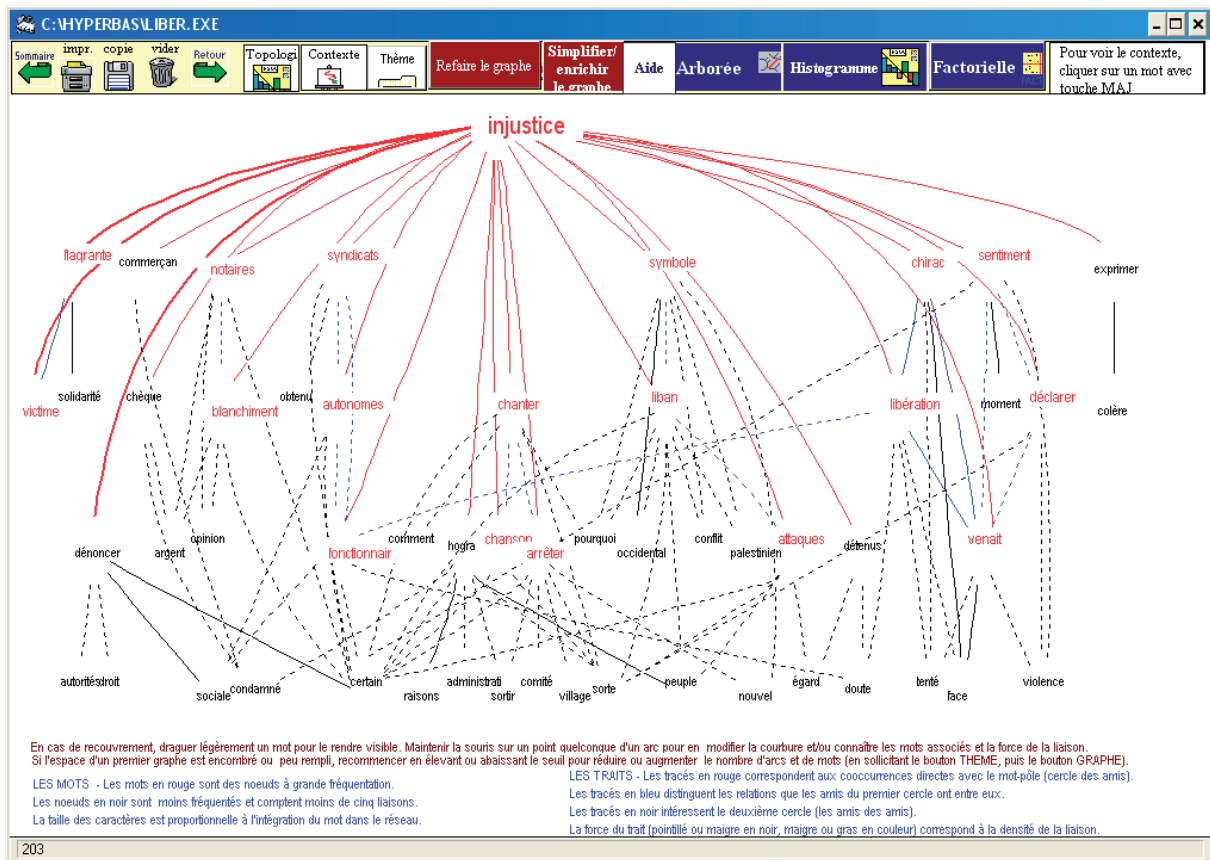 C:\HYPERBAS\LIBER.EXE
Sommaire impr. copie vider Retour Topologi Contexte Thème Refaire le graphe Simplifier/ enrichir le graphe Aide Arborée Histogramme Factorielle Pour voir le contexte, cliquer sur un mot avec touche MAJ
injustice
flagrante commerçan notaires syndicats symbole chirac sentiment exprimer
victime solidarité chèque blanchiment obtenu autonomes chanter liban libération moment déclarer colère
dénoncer argent opinion fonctionnair comment hogra chanson arrêter pourquoi occidental conflit palestinien attaques détenus venait
autorités droit sociale condamné certain raisons administrati sortir comité village sorte peuple nouvel égard doute tenté face violence
En cas de recouvrement, draguer légèrement un mot pour le rendre visible. Maintenir la souris sur un point quelconque d'un arc pour en modifier la courbure et/ou connaître les mots associés et la force de la liaison.
Si l'espace d'un premier graphe est encombré ou peu rempli, recommencer en élevant ou abaissant le seuil pour réduire ou augmenter le nombre d'arcs et de mots (en sollicitant le bouton THEME, puis le bouton GRAPHE).
LES MOTS - Les mots en rouge sont des noeuds à grande fréquentation.
Les noeuds en noir sont moins fréquentés et comptent moins de cinq liaisons.
La taille des caractères est proportionnelle à l'intégration du mot dans le réseau.
LES TRAITS - Les tracés en rouge correspondent aux cooccurrences directes avec le mot-pôle (cercle des amis).
Les tracés en bleu distinguent les relations que les amis du premier cercle ont entre eux.
Les tracés en noir intéressent le deuxième cercle (les amis des amis).
La force du trait (pointillé ou maigre en noir, maigre ou gras en couleur) correspond à la densité de la liaison.
203